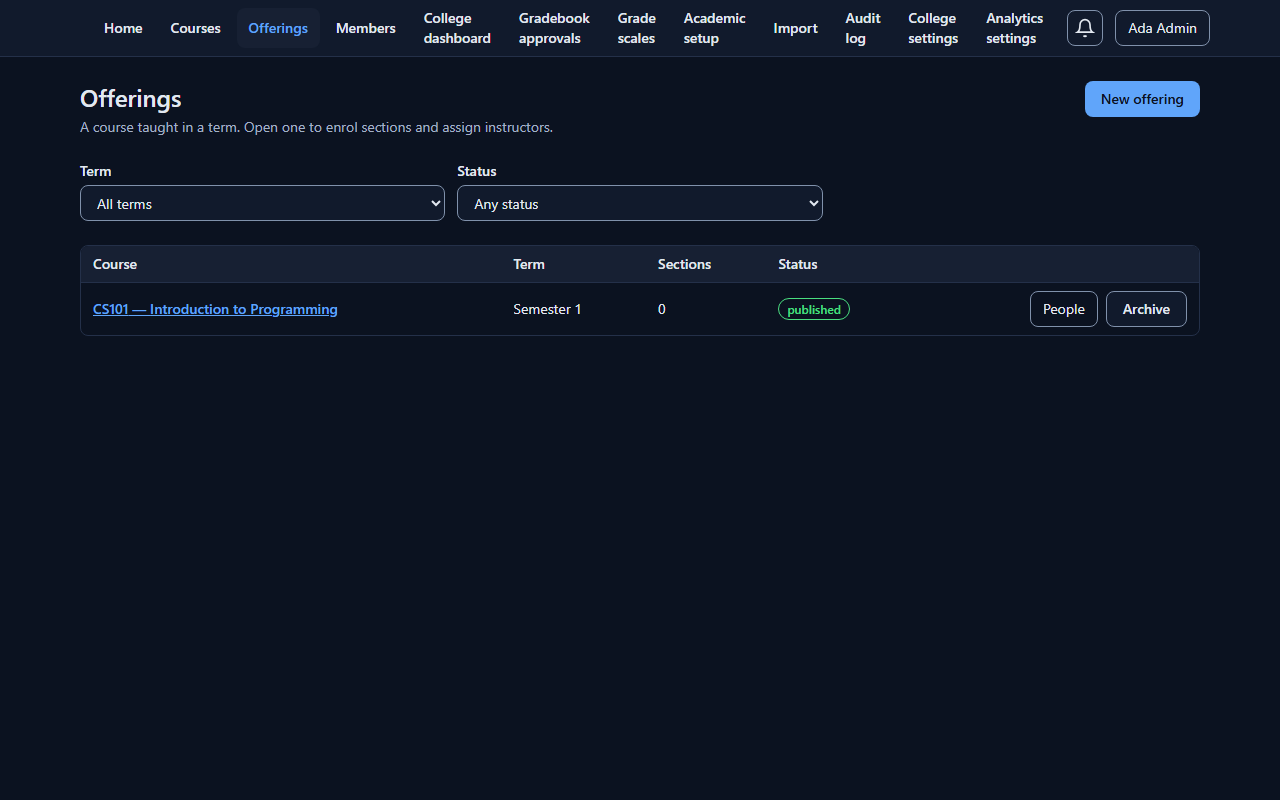 Home Courses Offerings Members College dashboard Gradebook approvals Grade scales Academic setup Import Audit log College settings Analytics settings Ada Admin
Offerings
New offering
A course taught in a term. Open one to enrol sections and assign instructors.
Term Status
All terms Any status
Course Term Sections Status
CS101 — Introduction to Programming Semester 1 0 published People Archive